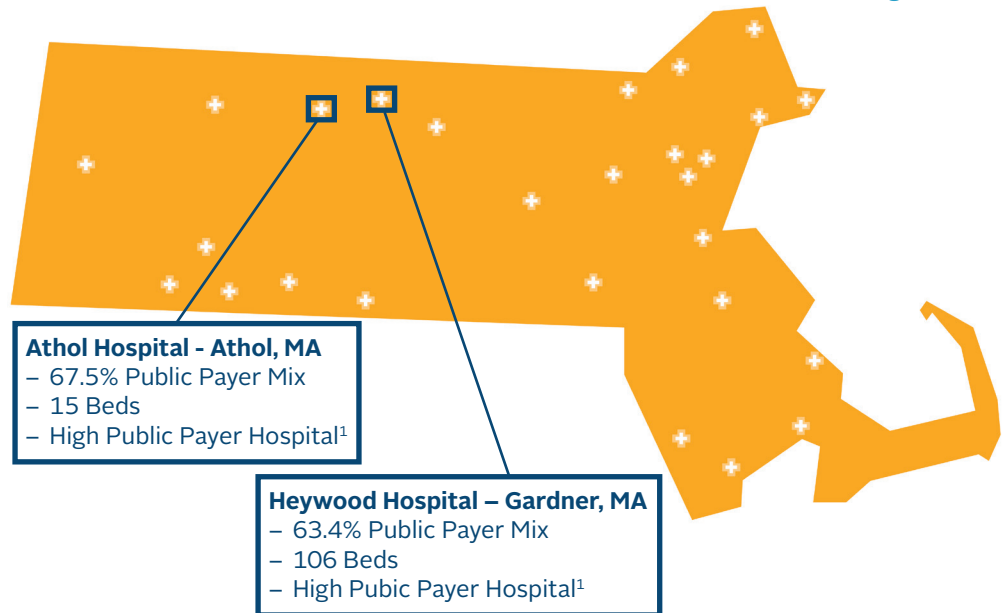 Athol Hospital - Athol, MA
– 67.5% Public Payer Mix
– 15 Beds
– High Public Payer Hospital¹
Heywood Hospital – Gardner, MA
– 63.4% Public Payer Mix
– 106 Beds
– High Pubic Payer Hospital¹